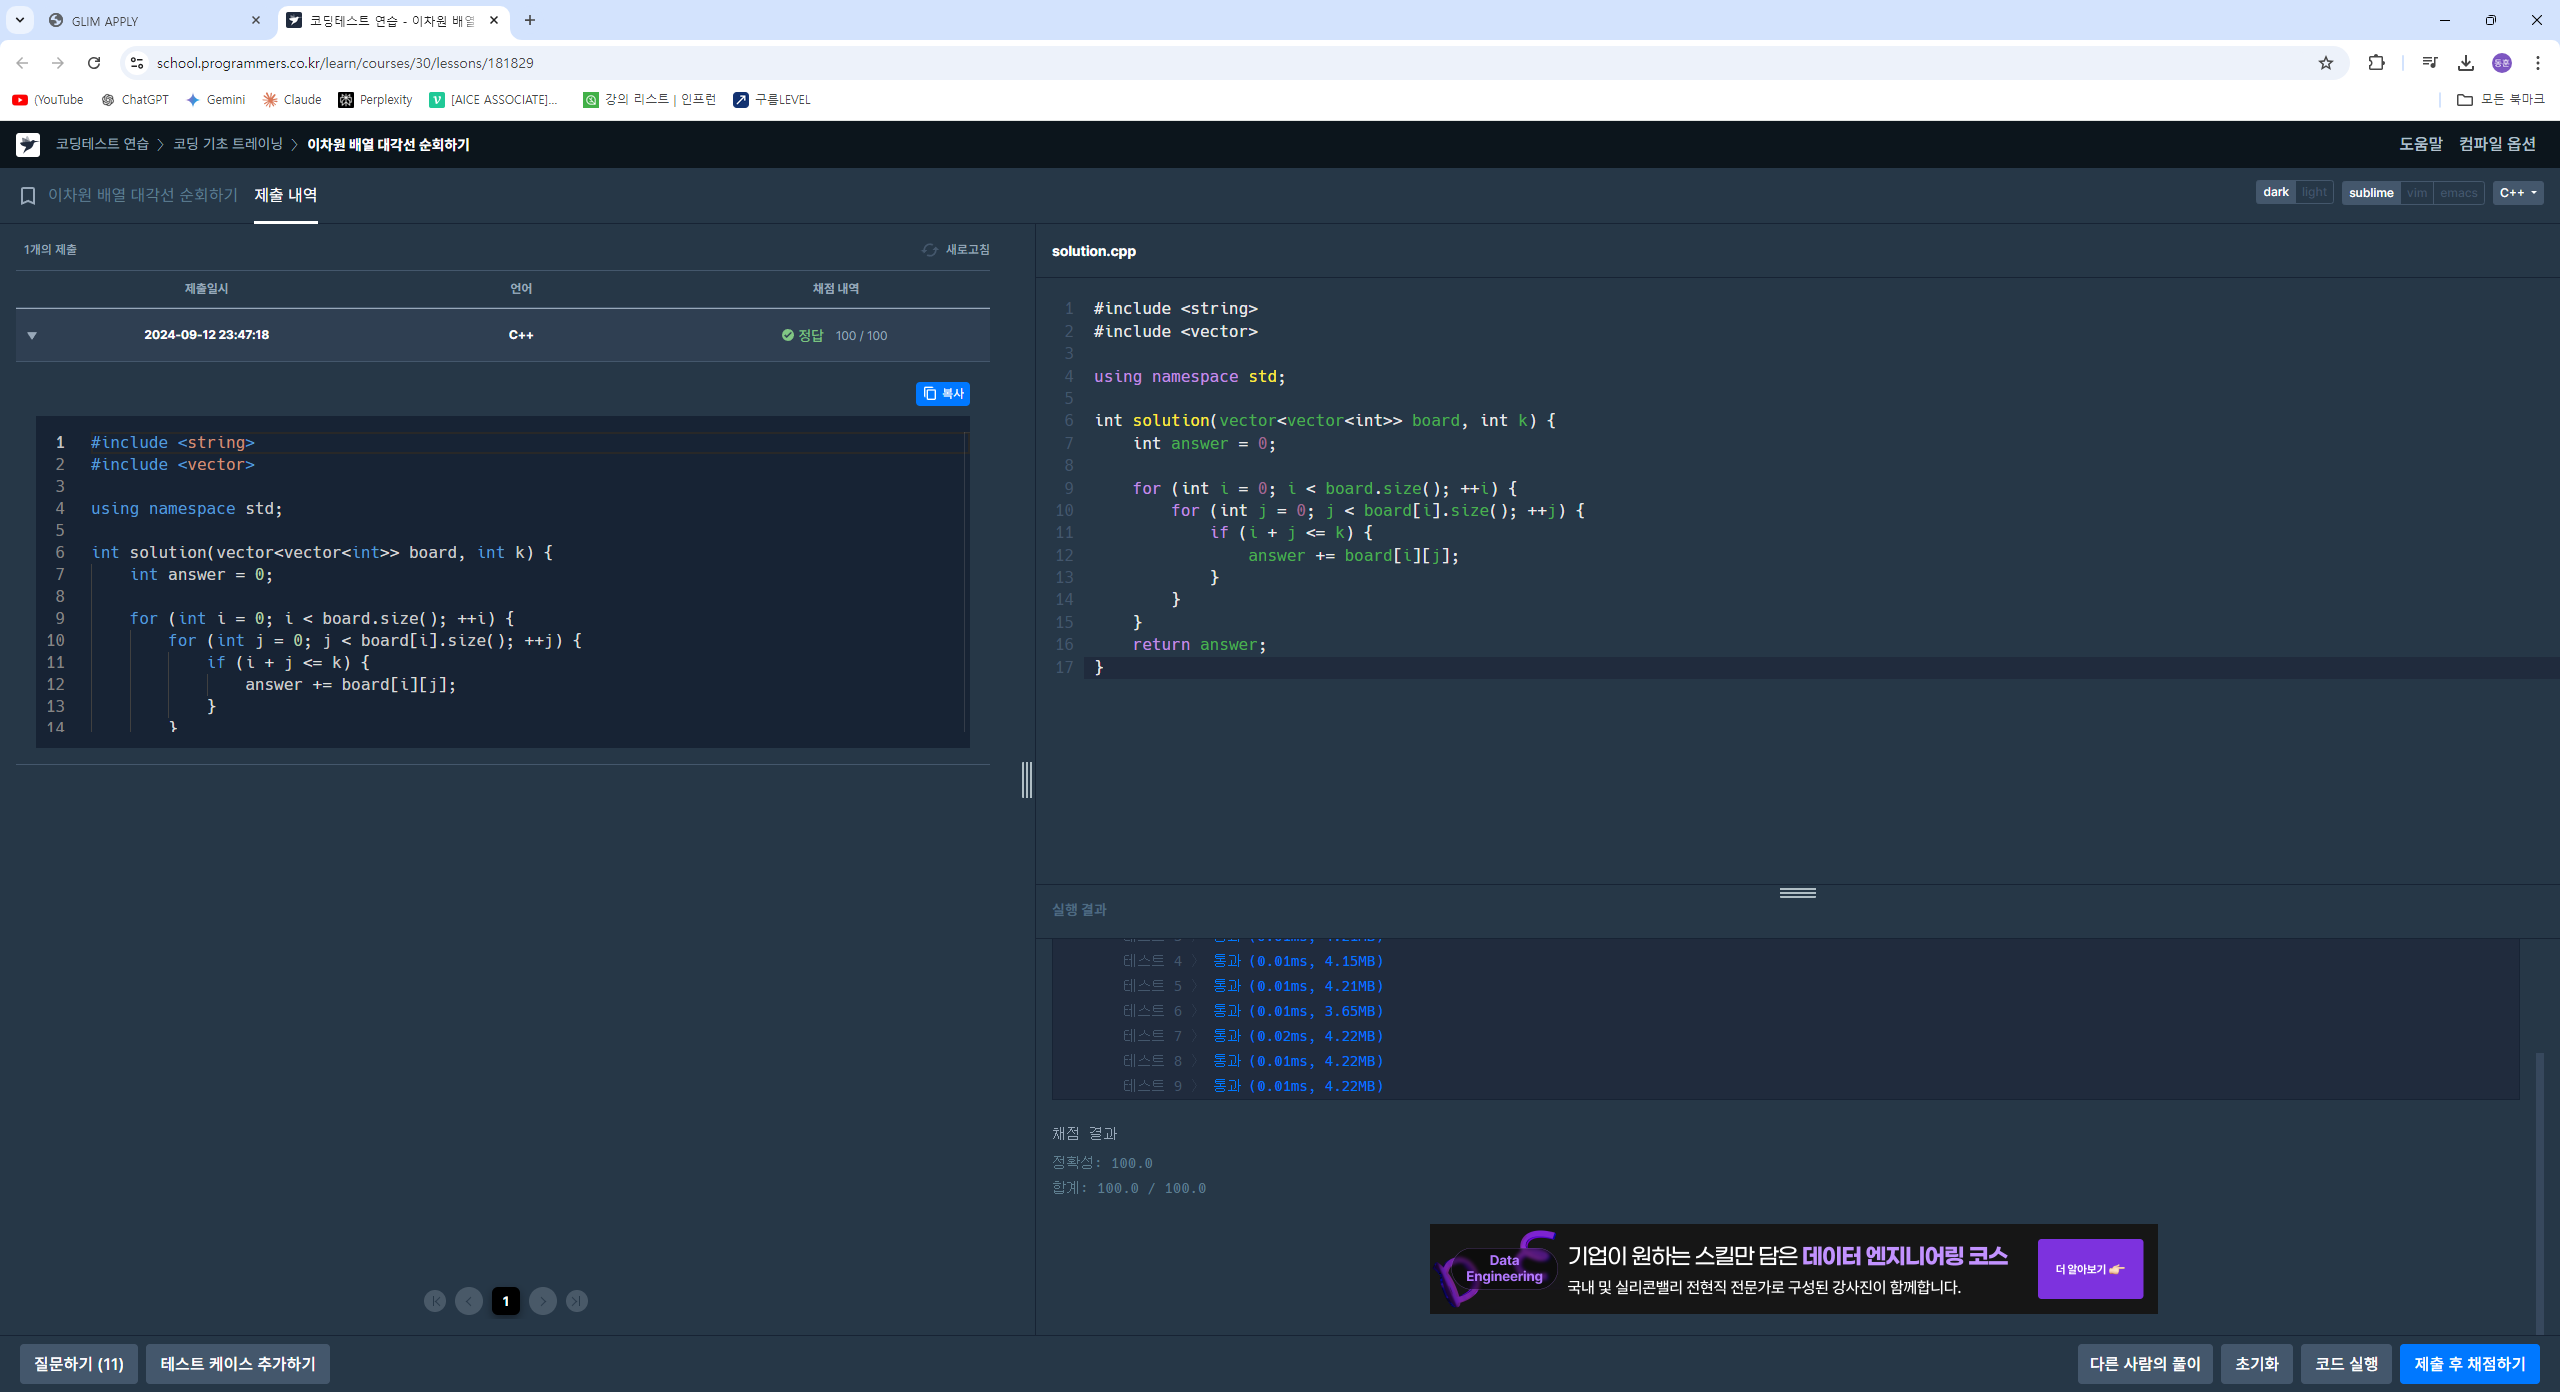 GLIM APPLY
코딩테스트 연습 - 이차원 배열
school.programmers.co.kr/learn/courses/30/lessons/181829
동훈
(YouTube
ChatGPT
Gemini
Claude
Perplexity
[AICE ASSOCIATE]...
강의 리스트 | 인프런
구름LEVEL
모든 북마크
코딩테스트 연습
코딩 기초 트레이닝
이차원 배열 대각선 순회하기
도움말
컴파일 옵션
이차원 배열 대각선 순회하기
제출 내역
dark light
sublime vim emacs
C++
1개의 제출
새로고침
제출일시 언어 채점 내역
2024-09-12 23:47:18 C++ 정답 100 / 100
복사
1 #include <string>
2 #include <vector>
3
4 using namespace std;
5
6 int solution(vector<vector<int>> board, int k) {
7 int answer = 0;
8
9 for (int i = 0; i < board.size(); ++i) {
10 for (int j = 0; j < board[i].size(); ++j) {
11 if (i + j <= k) {
12 answer += board[i][j];
13 }
14 }
1
solution.cpp
1 #include <string>
2 #include <vector>
3
4 using namespace std;
5
6 int solution(vector<vector<int>> board, int k) {
7 int answer = 0;
8
9 for (int i = 0; i < board.size(); ++i) {
10 for (int j = 0; j < board[i].size(); ++j) {
11 if (i + j <= k) {
12 answer += board[i][j];
13 }
14 }
15 }
16 return answer;
17 }
실행 결과
테스트 4 〉 통과 (0.01ms, 4.15MB)
테스트 5 〉 통과 (0.01ms, 4.21MB)
테스트 6 〉 통과 (0.01ms, 3.65MB)
테스트 7 〉 통과 (0.02ms, 4.22MB)
테스트 8 〉 통과 (0.01ms, 4.22MB)
테스트 9 〉 통과 (0.01ms, 4.22MB)
채점 결과
정확성: 100.0
합계: 100.0 / 100.0
Data Engineering
기업이 원하는 스킬만 담은 데이터 엔지니어링 코스
국내 및 실리콘밸리 전현직 전문가로 구성된 강사진이 함께합니다.
더 알아보기
질문하기 (11)
테스트 케이스 추가하기
다른 사람의 풀이
초기화
코드 실행
제출 후 채점하기